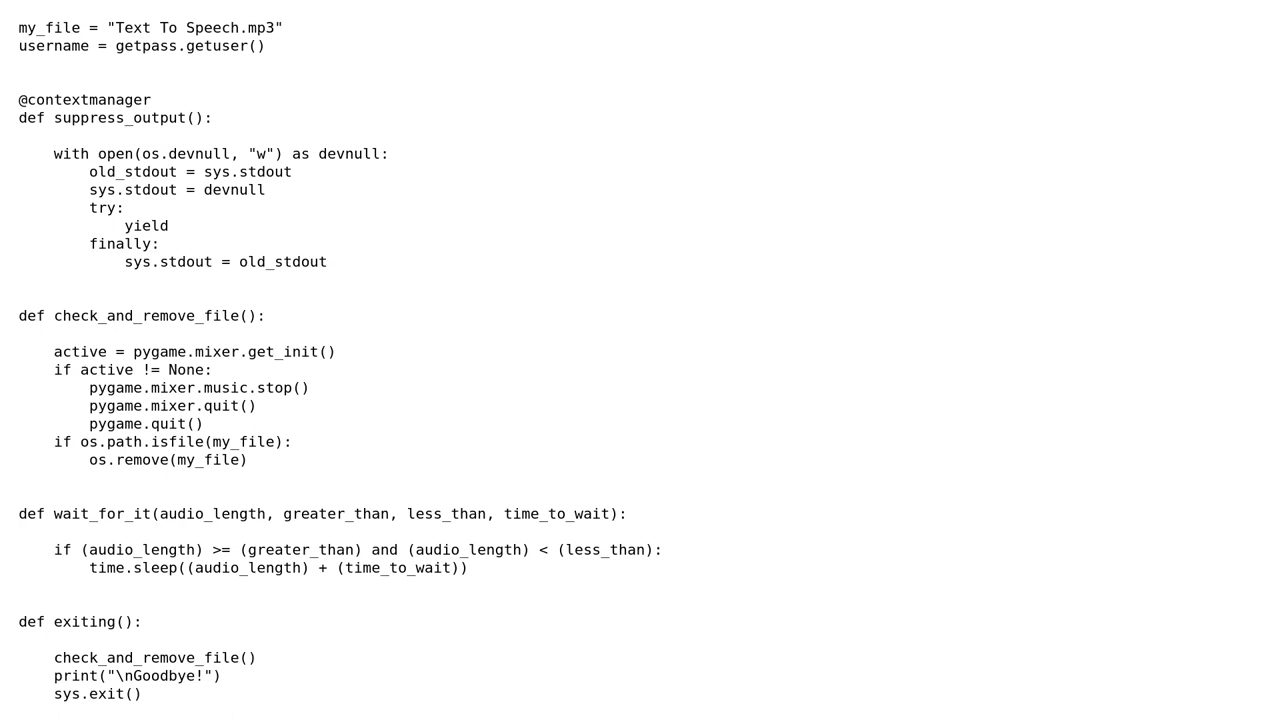 my_file = "Text To Speech.mp3"
username = getpass.getuser()


@contextmanager
def suppress_output():

    with open(os.devnull, "w") as devnull:
        old_stdout = sys.stdout
        sys.stdout = devnull
        try:
            yield
        finally:
            sys.stdout = old_stdout


def check_and_remove_file():

    active = pygame.mixer.get_init()
    if active != None:
        pygame.mixer.music.stop()
        pygame.mixer.quit()
        pygame.quit()
    if os.path.isfile(my_file):
        os.remove(my_file)


def wait_for_it(audio_length, greater_than, less_than, time_to_wait):

    if (audio_length) >= (greater_than) and (audio_length) < (less_than):
        time.sleep((audio_length) + (time_to_wait))


def exiting():

    check_and_remove_file()
    print("\nGoodbye!")
    sys.exit()